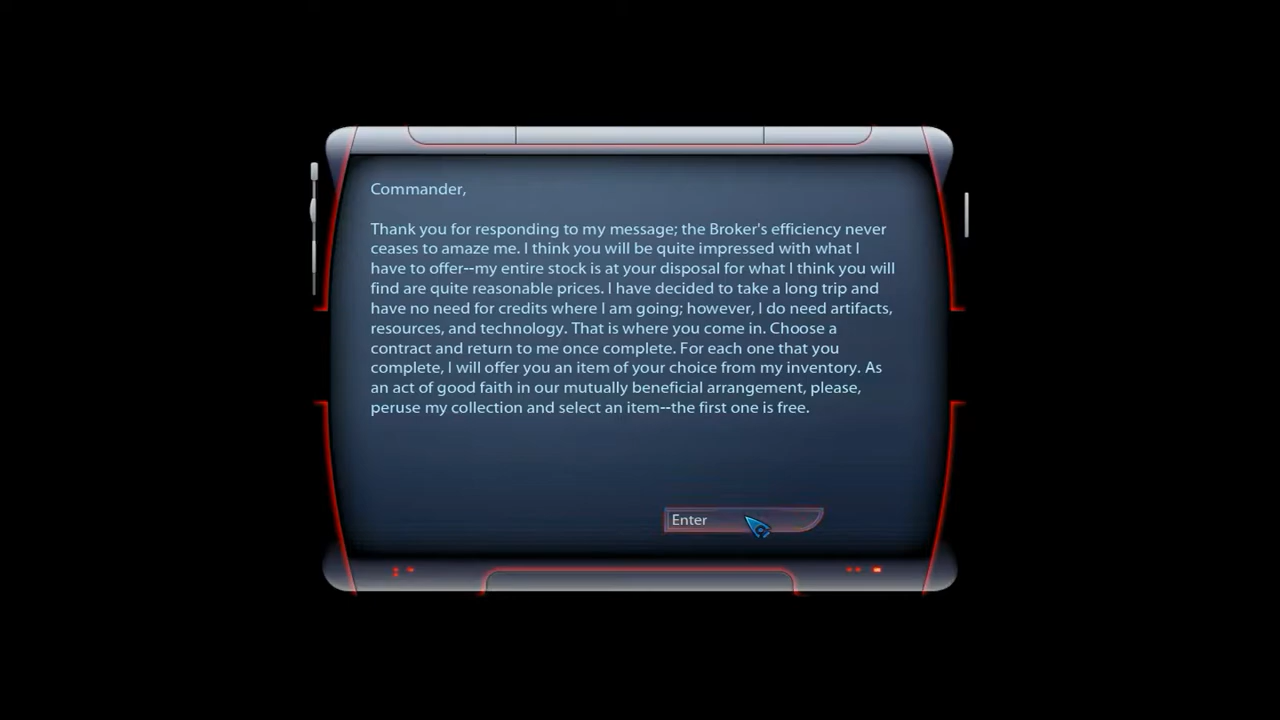 Commander,
Thank you for responding to my message; the Broker's efficiency never
ceases to amaze me. I think you will be quite impressed with what I
have to offer--my entire stock is at your disposal for what I think you will
find are quite reasonable prices. I have decided to take a long trip and
have no need for credits where I am going; however, I do need artifacts,
resources, and technology. That is where you come in. Choose a
contract and return to me once complete. For each one that you
complete, I will offer you an item of your choice from my inventory. As
an act of good faith in our mutually beneficial arrangement, please,
peruse my collection and select an item--the first one is free.
Enter